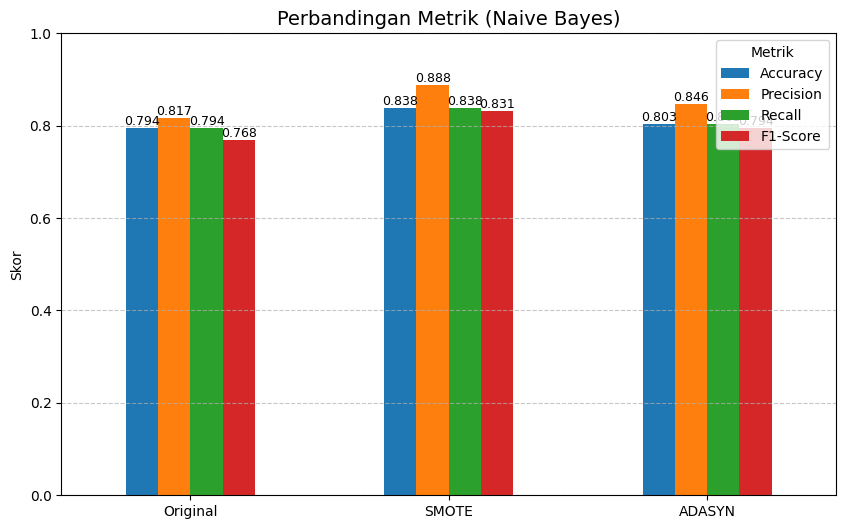 Perbandingan Metrik (Naive Bayes)
Metrik
Accuracy
Precision
Recall
F1-Score
1.0
0.8
0.6
0.4
0.2
0.0
Skor
0.794
0.817
0.794
0.768
0.838
0.888
0.838
0.831
0.803
0.846
0.794
Original
SMOTE
ADASYN